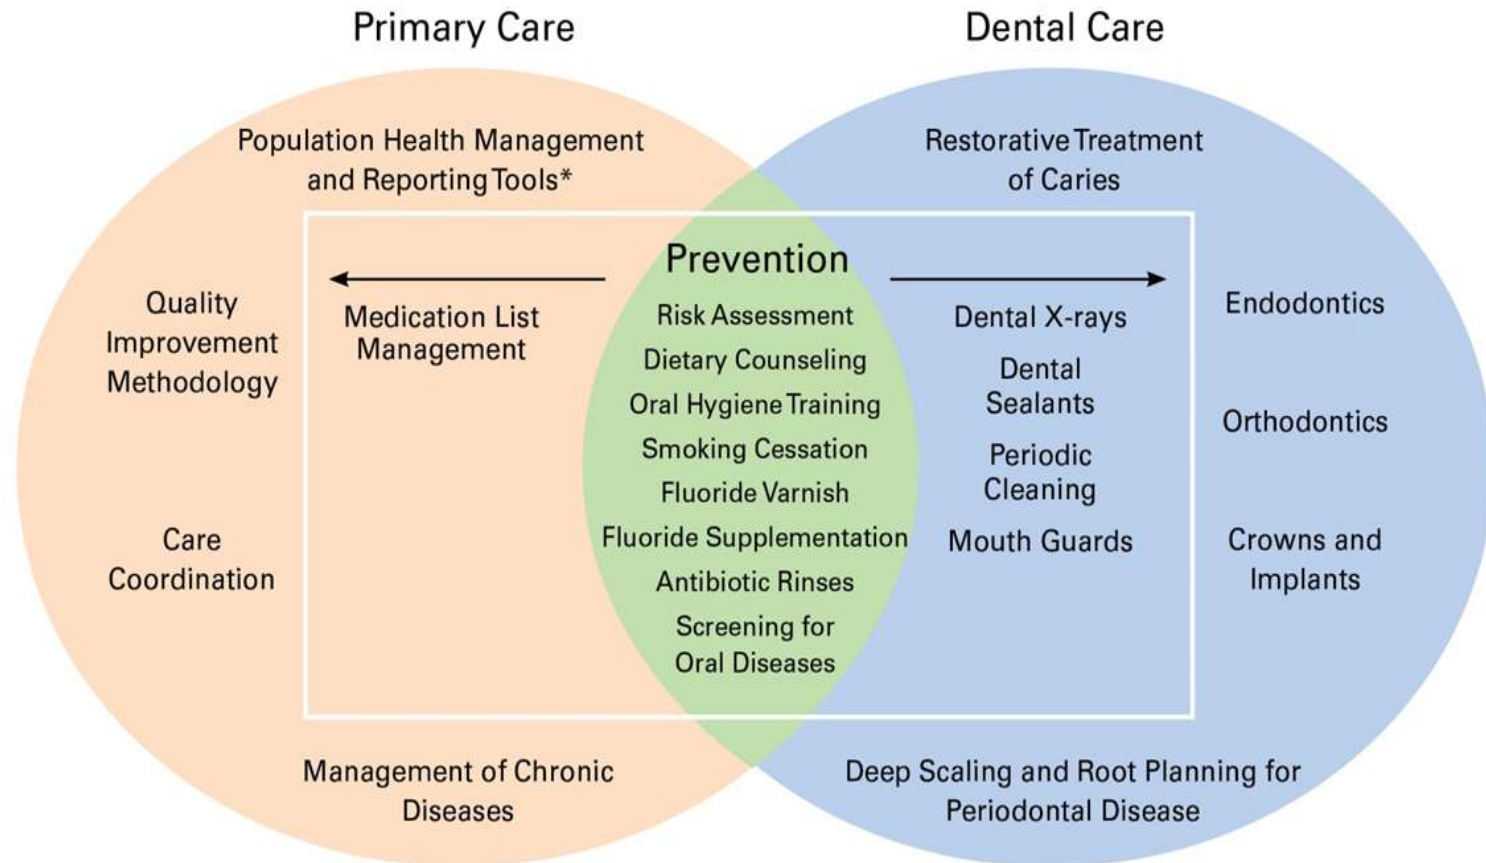 Primary Care
Dental Care
Population Health Management
and Reporting Tools*
Restorative Treatment
of Caries
Prevention
Quality
Improvement
Methodology
Medication List
Management
Risk Assessment
Dietary Counseling
Oral Hygiene Training
Smoking Cessation
Fluoride Varnish
Fluoride Supplementation
Antibiotic Rinses
Screening for
Oral Diseases
Dental X-rays
Dental
Sealants
Periodic
Cleaning
Mouth Guards
Endodontics
Orthodontics
Crowns and
Implants
Care
Coordination
Management of Chronic
Diseases
Deep Scaling and Root Planning for
Periodontal Disease